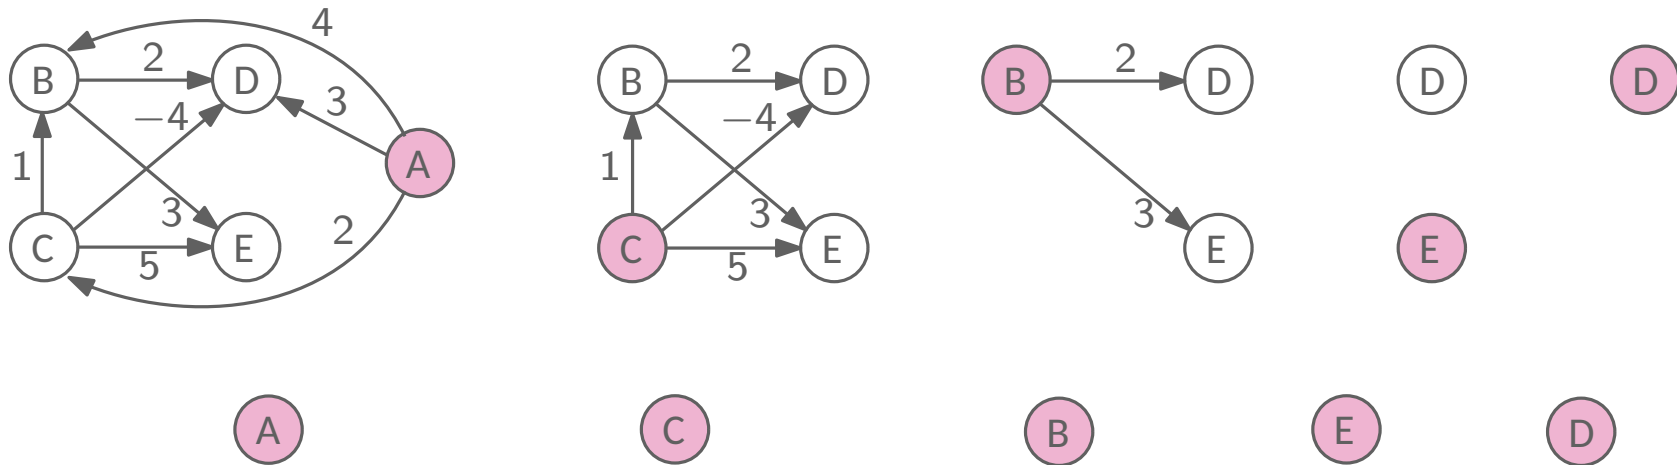 4
B 2 D B 2 D B 2 D D D
−4 3 −4
1 A 1
3 2 3 3
C 5 E C 5 E E E
A C B E D